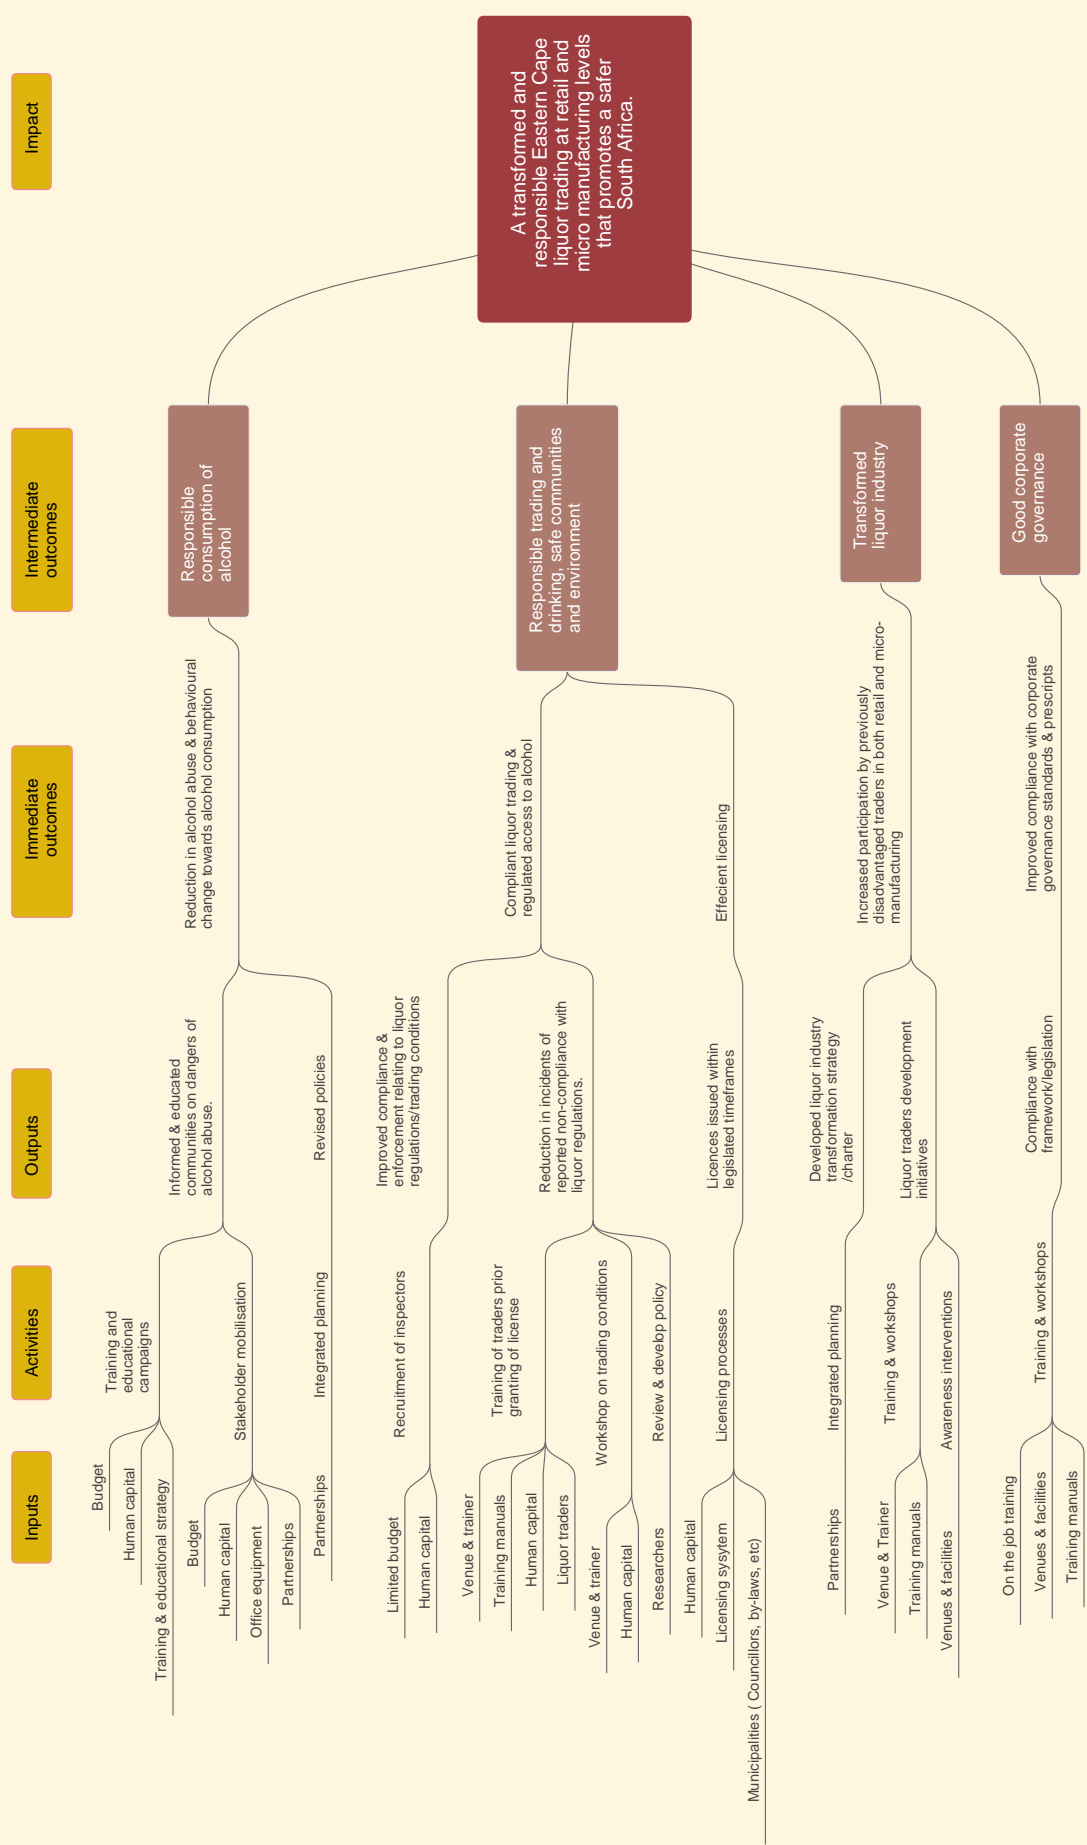 Impact
Intermediate
outcomes
Immediate
outcomes
Outputs
Activities
Inputs
A transformed and
responsible Eastern Cape
liquor trading at retail and
micro manufacturing levels
that promotes a safer
South Africa.
Responsible
consumption of
alcohol
Reduction in alcohol abuse & behavioural
change towards alcohol consumption
Informed & educated
communities on dangers of
alcohol abuse.
Training and
educational
campaigns
Budget
Human capital
Training & educational strategy
Stakeholder mobilisation
Budget
Human capital
Office equipment
Partnerships
Revised policies
Integrated planning
Partnerships
Responsible trading and
drinking, safe communities
and environment
Compliant liquor trading &
regulated access to alcohol
Improved compliance &
enforcement relating to liquor
regulations/trading conditions
Recruitment of inspectors
Limited budget
Human capital
Reduction in incidents of
reported non-compliance with
liquor regulations.
Training of traders prior
granting of license
Venue & trainer
Training manuals
Human capital
Liquor traders
Workshop on trading conditions
Venue & trainer
Human capital
Review & develop policy
Researchers
Effecient licensing
Licences issued within
legislated timeframes
Licensing processes
Human capital
Licensing sysytem
Municipalities ( Councillors, by-laws, etc)
Transformed
liquor industry
Increased participation by previously
disadvantaged traders in both retail and micro-
manufacturing
Developed liquor industry
transformation strategy
/charter
Integrated planning
Partnerships
Liquor traders development
initiatives
Training & workshops
Venue & Trainer
Training manuals
Awareness interventions
Venues & facilities
Good corporate
governance
Improved compliance with corporate
governance standards & prescripts
Compliance with
framework/legislation
Training & workshops
On the job training
Venues & facilities
Training manuals